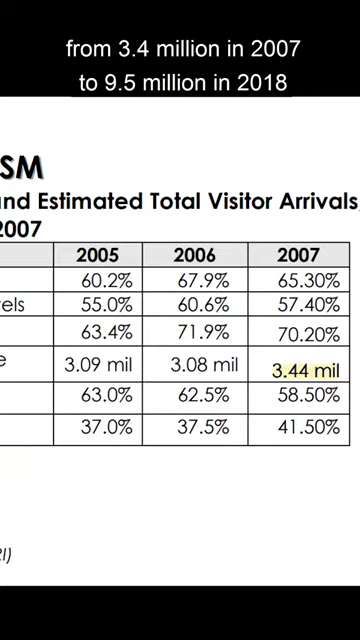 from 3.4 million in 2007
to 9.5 million in 2018
SM
nd Estimated Total Visitor Arrivals,
2007
2005 2006 2007
60.2% 67.9% 65.30%
els 55.0% 60.6% 57.40%
63.4% 71.9% 70.20%
e 3.09 mil 3.08 mil 3.44 mil
63.0% 62.5% 58.50%
37.0% 37.5% 41.50%
RI)